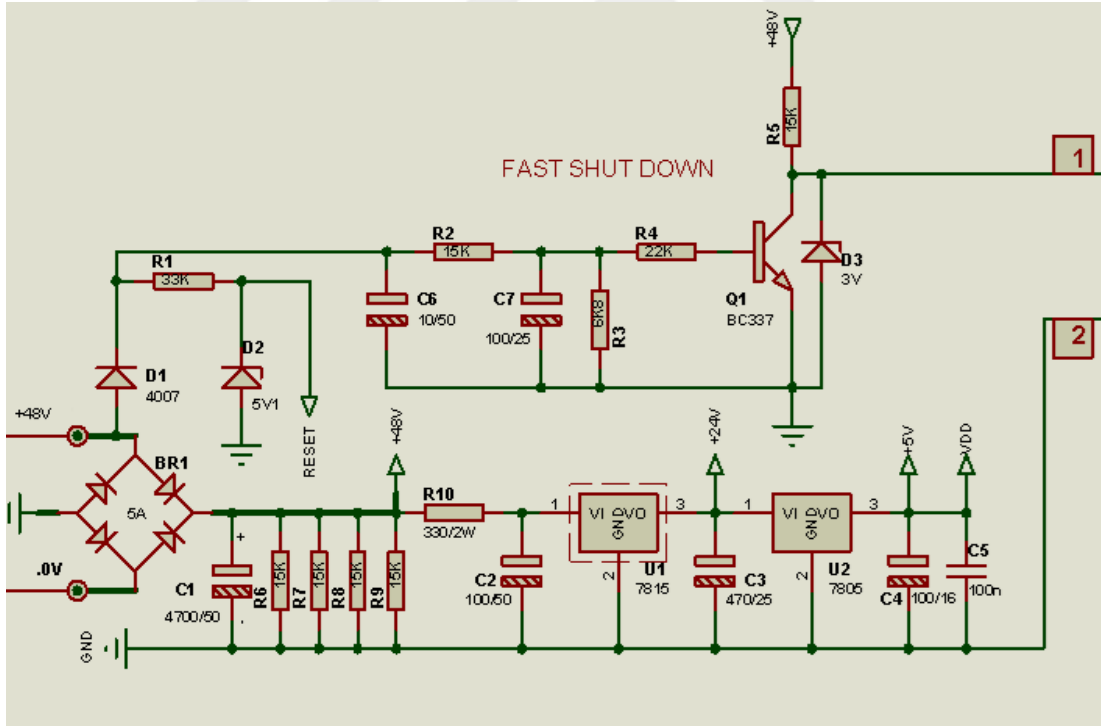 +48V
R5
15K
1
FAST SHUT DOWN
R2
15K
R4
22K
R1
33K
C6
10/50
C7
100/25
R3
6K8
Q1
BC337
D3
3V
2
D1
4007
D2
5V1
RESET
+48V
BR1
5A
.0V
GND
+48V
+24V
+5V
VDD
R10
330/2W
1
VI
VO
GND
3
2
U1
7815
1
VI
VO
GND
3
2
U2
7805
+
C1
4700/50
R6
15K
R7
15K
R8
15K
R9
15K
C2
100/50
C3
470/25
C4
100/16
C5
100n